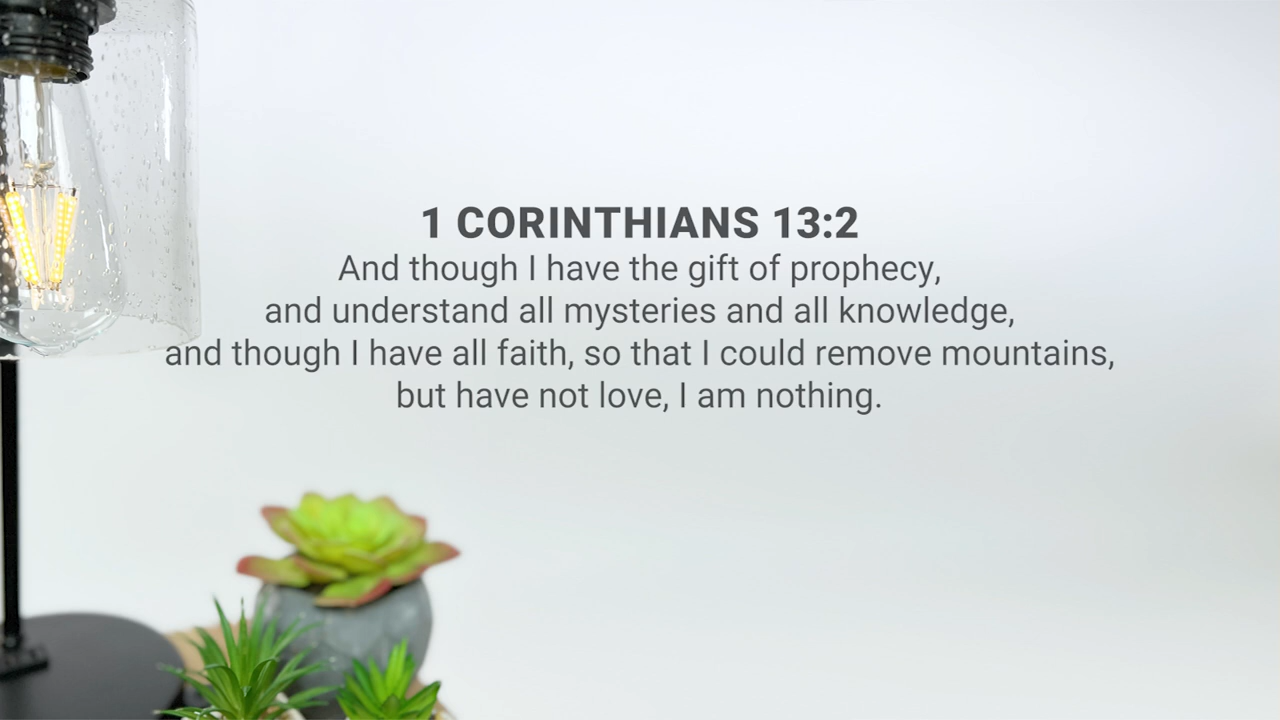 1 CORINTHIANS 13:2
And though I have the gift of prophecy,
and understand all mysteries and all knowledge,
and though I have all faith, so that I could remove mountains,
but have not love, I am nothing.